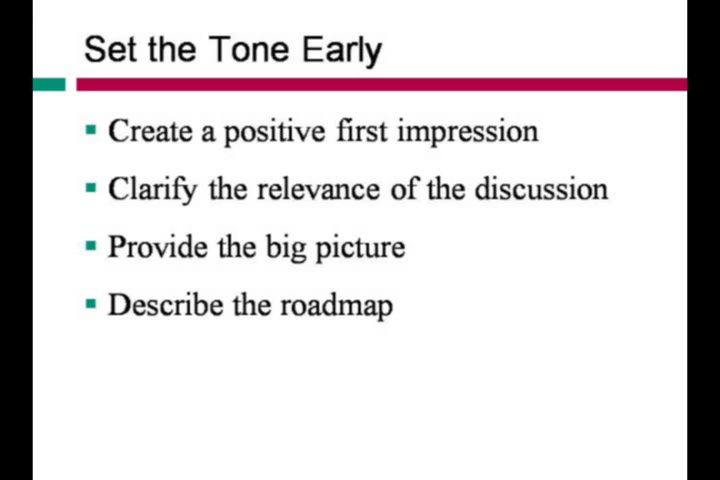 Set the Tone Early
Create a positive first impression
Clarify the relevance of the discussion
Provide the big picture
Describe the roadmap